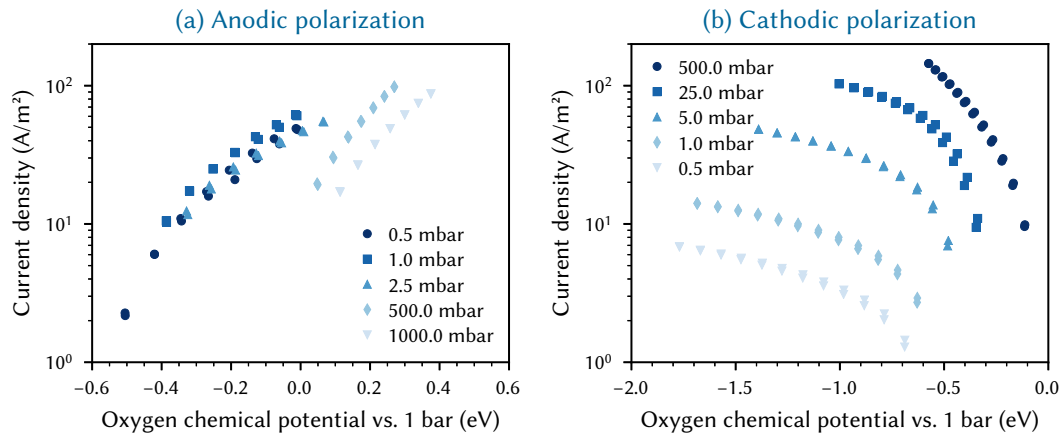 (a) Anodic polarization
Current density (A/m²)
10²
10¹
10⁰
0.5 mbar
1.0 mbar
2.5 mbar
500.0 mbar
1000.0 mbar
−0.6 −0.4 −0.2 0.0 0.2 0.4 0.6
Oxygen chemical potential vs. 1 bar (eV)
(b) Cathodic polarization
Current density (A/m²)
10²
10¹
10⁰
500.0 mbar
25.0 mbar
5.0 mbar
1.0 mbar
0.5 mbar
−2.0 −1.5 −1.0 −0.5 0.0
Oxygen chemical potential vs. 1 bar (eV)